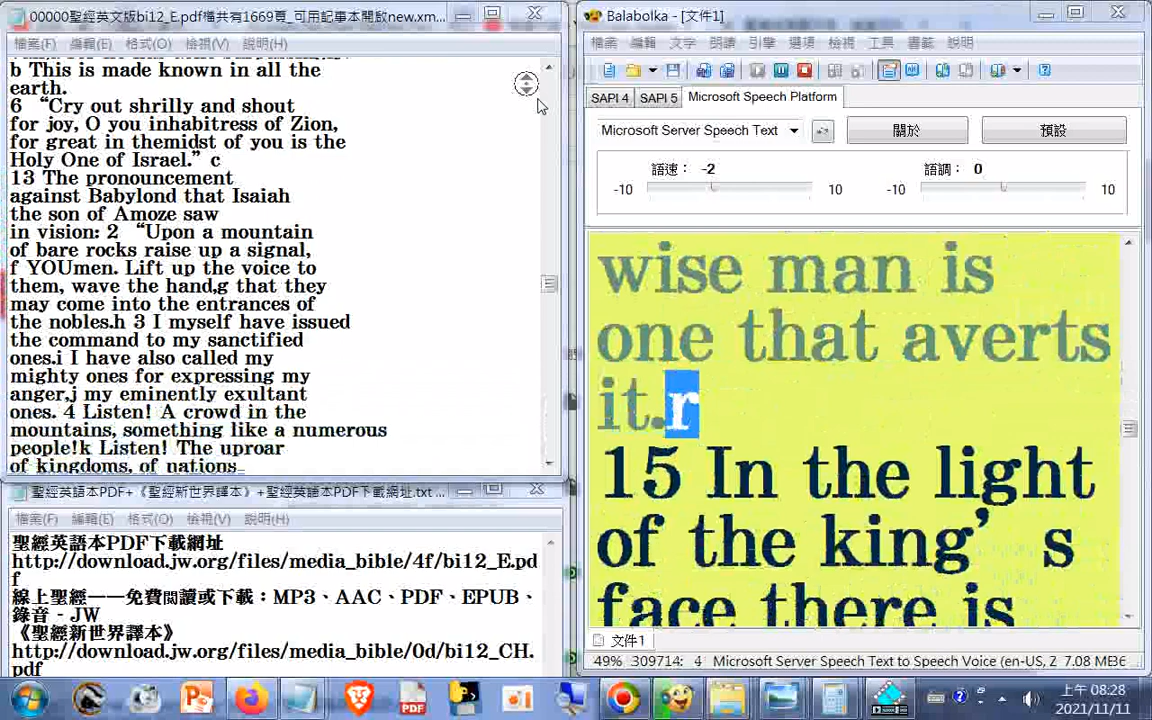 00000聖經英文版bi12_E.pdf檔共有1669頁_可用記事本開啟new.xm...
檔案(F) 編輯(E) 格式(O) 檢視(V) 說明(H)
b This is made known in all the
earth.
6 “Cry out shrilly and shout
for joy, O you inhabitress of Zion,
for great in themidst of you is the
Holy One of Israel.” c
13 The pronouncement
against Babylond that Isaiah
the son of Amoze saw
in vision: 2 “Upon a mountain
of bare rocks raise up a signal,
f YOUmen. Lift up the voice to
them, wave the hand,g that they
may come into the entrances of
the nobles.h 3 I myself have issued
the command to my sanctified
ones.i I have also called my
mighty ones for expressing my
anger,j my eminently exultant
ones. 4 Listen! A crowd in the
mountains, something like a numerous
people!k Listen! The uproar
of kingdoms, of nations
聖經英語本PDF+《聖經新世界譯本》+聖經英語本PDF下載網址.txt ...
檔案(F) 編輯(E) 格式(O) 檢視(V) 說明(H)
聖經英語本PDF下載網址
http://download.jw.org/files/media_bible/4f/bi12_E.pd
f
線上聖經——免費閱讀或下載：MP3、AAC、PDF、EPUB、
錄音 - JW
《聖經新世界譯本》
http://download.jw.org/files/media_bible/0d/bi12_CH.
pdf
Balabolka - [文件1]
檔案 編輯 文字 朗讀 引擎 選項 檢視 工具 書籤 說明
SAPI 4 SAPI 5 Microsoft Speech Platform
Microsoft Server Speech Text 關於 預設
語速： -2 語調： 0
-10 10 -10 10
wise man is
one that averts
it.r
15 In the light
of the king’s
face there is
文件1
49% 309714: 4 Microsoft Server Speech Text to Speech Voice (en-US, Z 7.08 MB
上午 08:28
2021/11/11